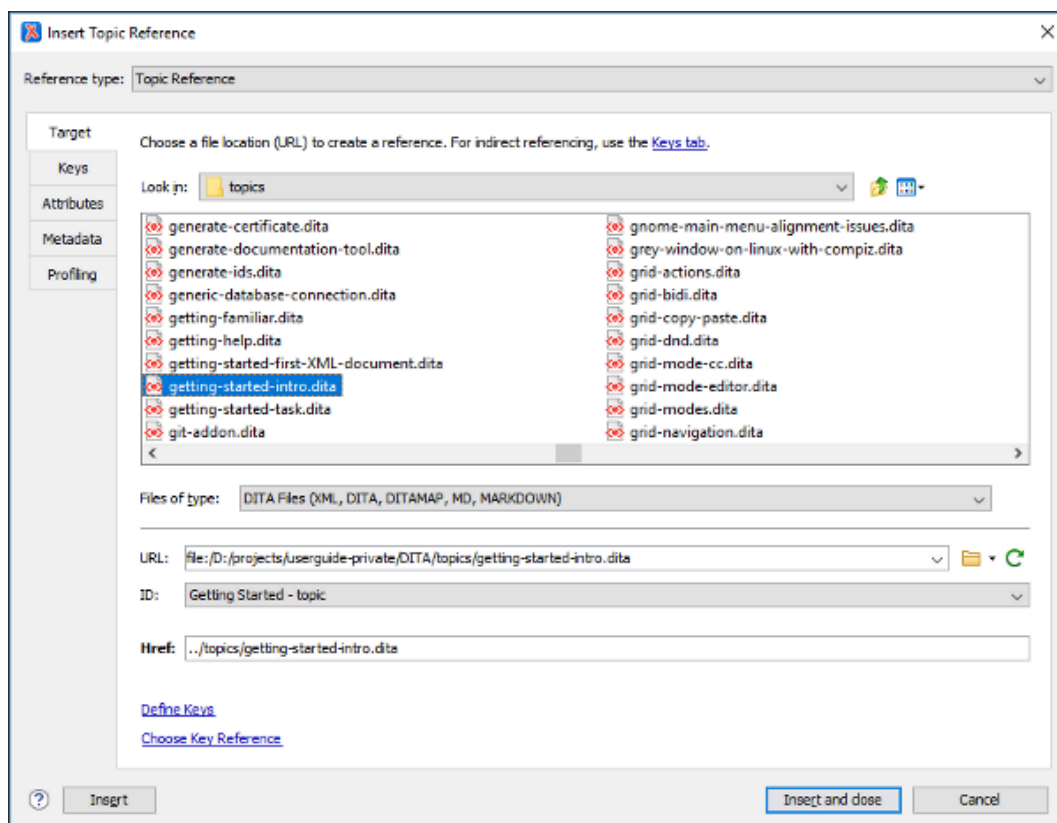 Insert Topic Reference
Reference type: Topic Reference
Target
Choose a file location (URL) to create a reference. For indirect referencing, use the Keys tab.
Keys
Look in: topics
Attributes
Metadata
Profiling
generate-certificate.dita
generate-documentation-tool.dita
generate-ids.dita
generic-database-connection.dita
getting-familiar.dita
getting-help.dita
getting-started-first-XML-document.dita
getting-started-intro.dita
getting-started-task.dita
git-addon.dita
gnome-main-menu-alignment-issues.dita
grey-window-on-linux-with-compiz.dita
grid-actions.dita
grid-bidi.dita
grid-copy-paste.dita
grid-dnd.dita
grid-mode-cc.dita
grid-mode-editor.dita
grid-modes.dita
grid-navigation.dita
Files of type: DITA Files (XML, DITA, DITAMAP, MD, MARKDOWN)
URL: file:/D:/projects/userguide-private/DITA/topics/getting-started-intro.dita
ID: Getting Started - topic
Href: ../topics/getting-started-intro.dita
Define Keys
Choose Key Reference
? Insert Insert and close Cancel